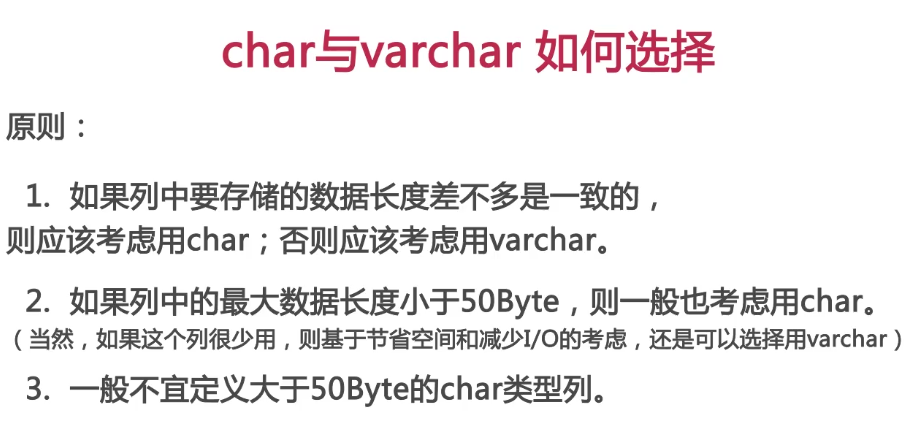 char与varchar 如何选择
原则：
1. 如果列中要存储的数据长度差不多是一致的，
则应该考虑用char；否则应该考虑用varchar。
2. 如果列中的最大数据长度小于50Byte，则一般也考虑用char。
（当然，如果这个列很少用，则基于节省空间和减少I/O的考虑，还是可以选择用varchar）
3. 一般不宜定义大于50Byte的char类型列。